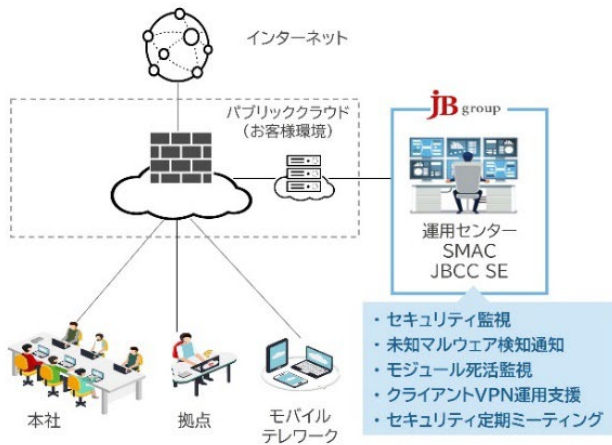 インターネット
パブリッククラウド
（お客様環境）
JB group
運用センター
SMAC
JBCC SE
・セキュリティ監視
・未知マルウェア検知通知
・モジュール死活監視
・クライアントVPN運用支援
・セキュリティ定期ミーティング
本社
拠点
モバイル
テレワーク